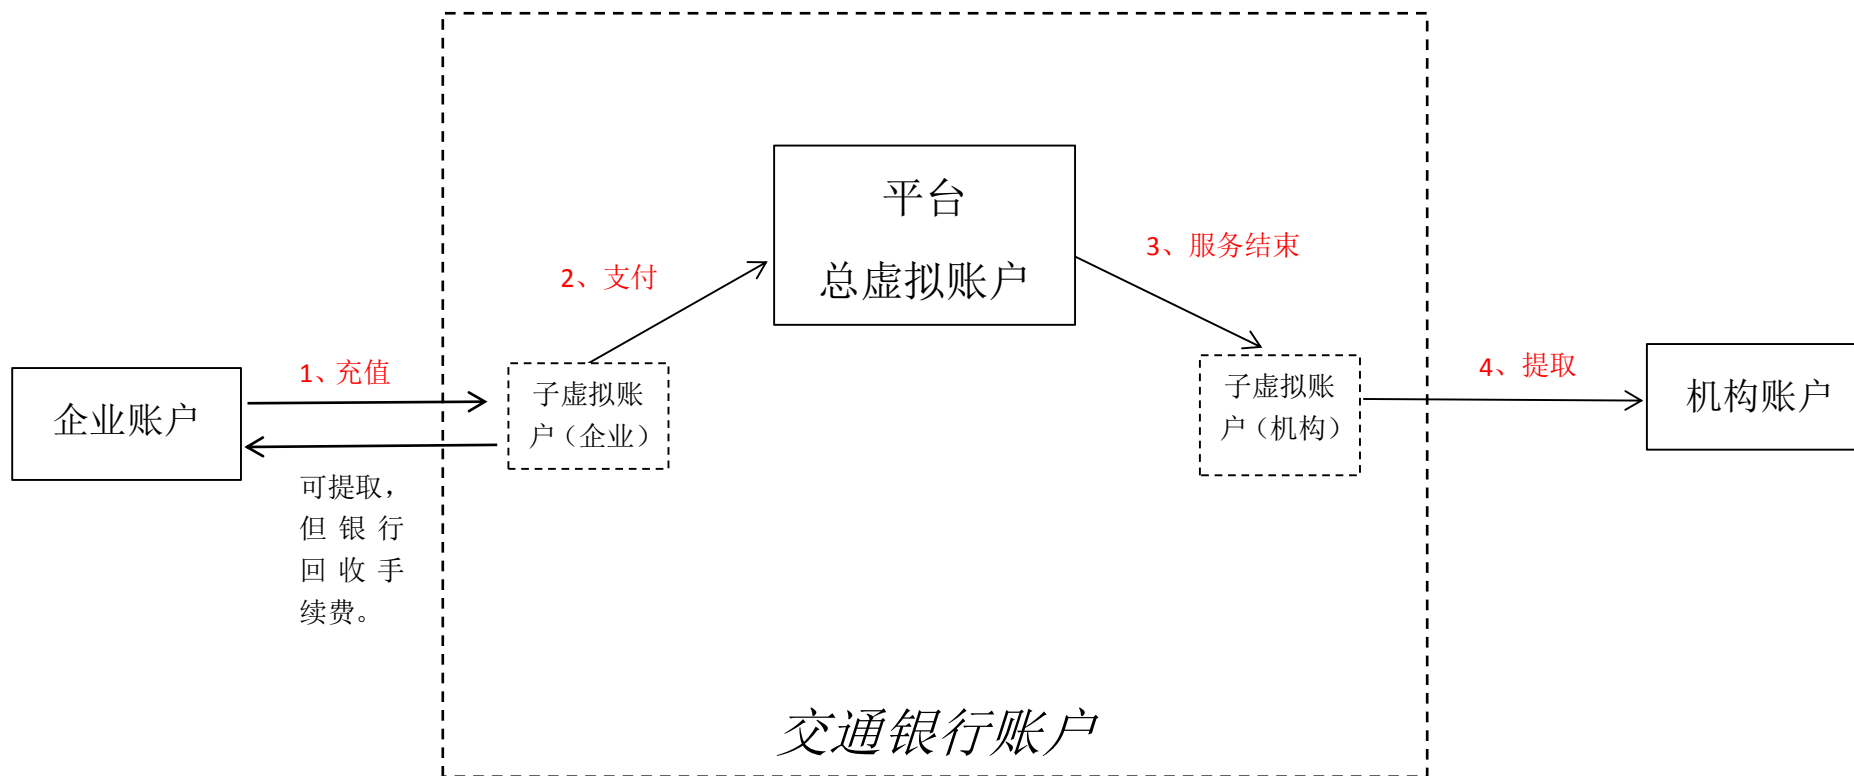 平台
总虚拟账户
3、服务结束
2、支付
1、充值
4、提取
企业账户
子虚拟账
户（企业）
子虚拟账
户（机构）
机构账户
可提取，
但银行
回收手
续费。
交通银行账户